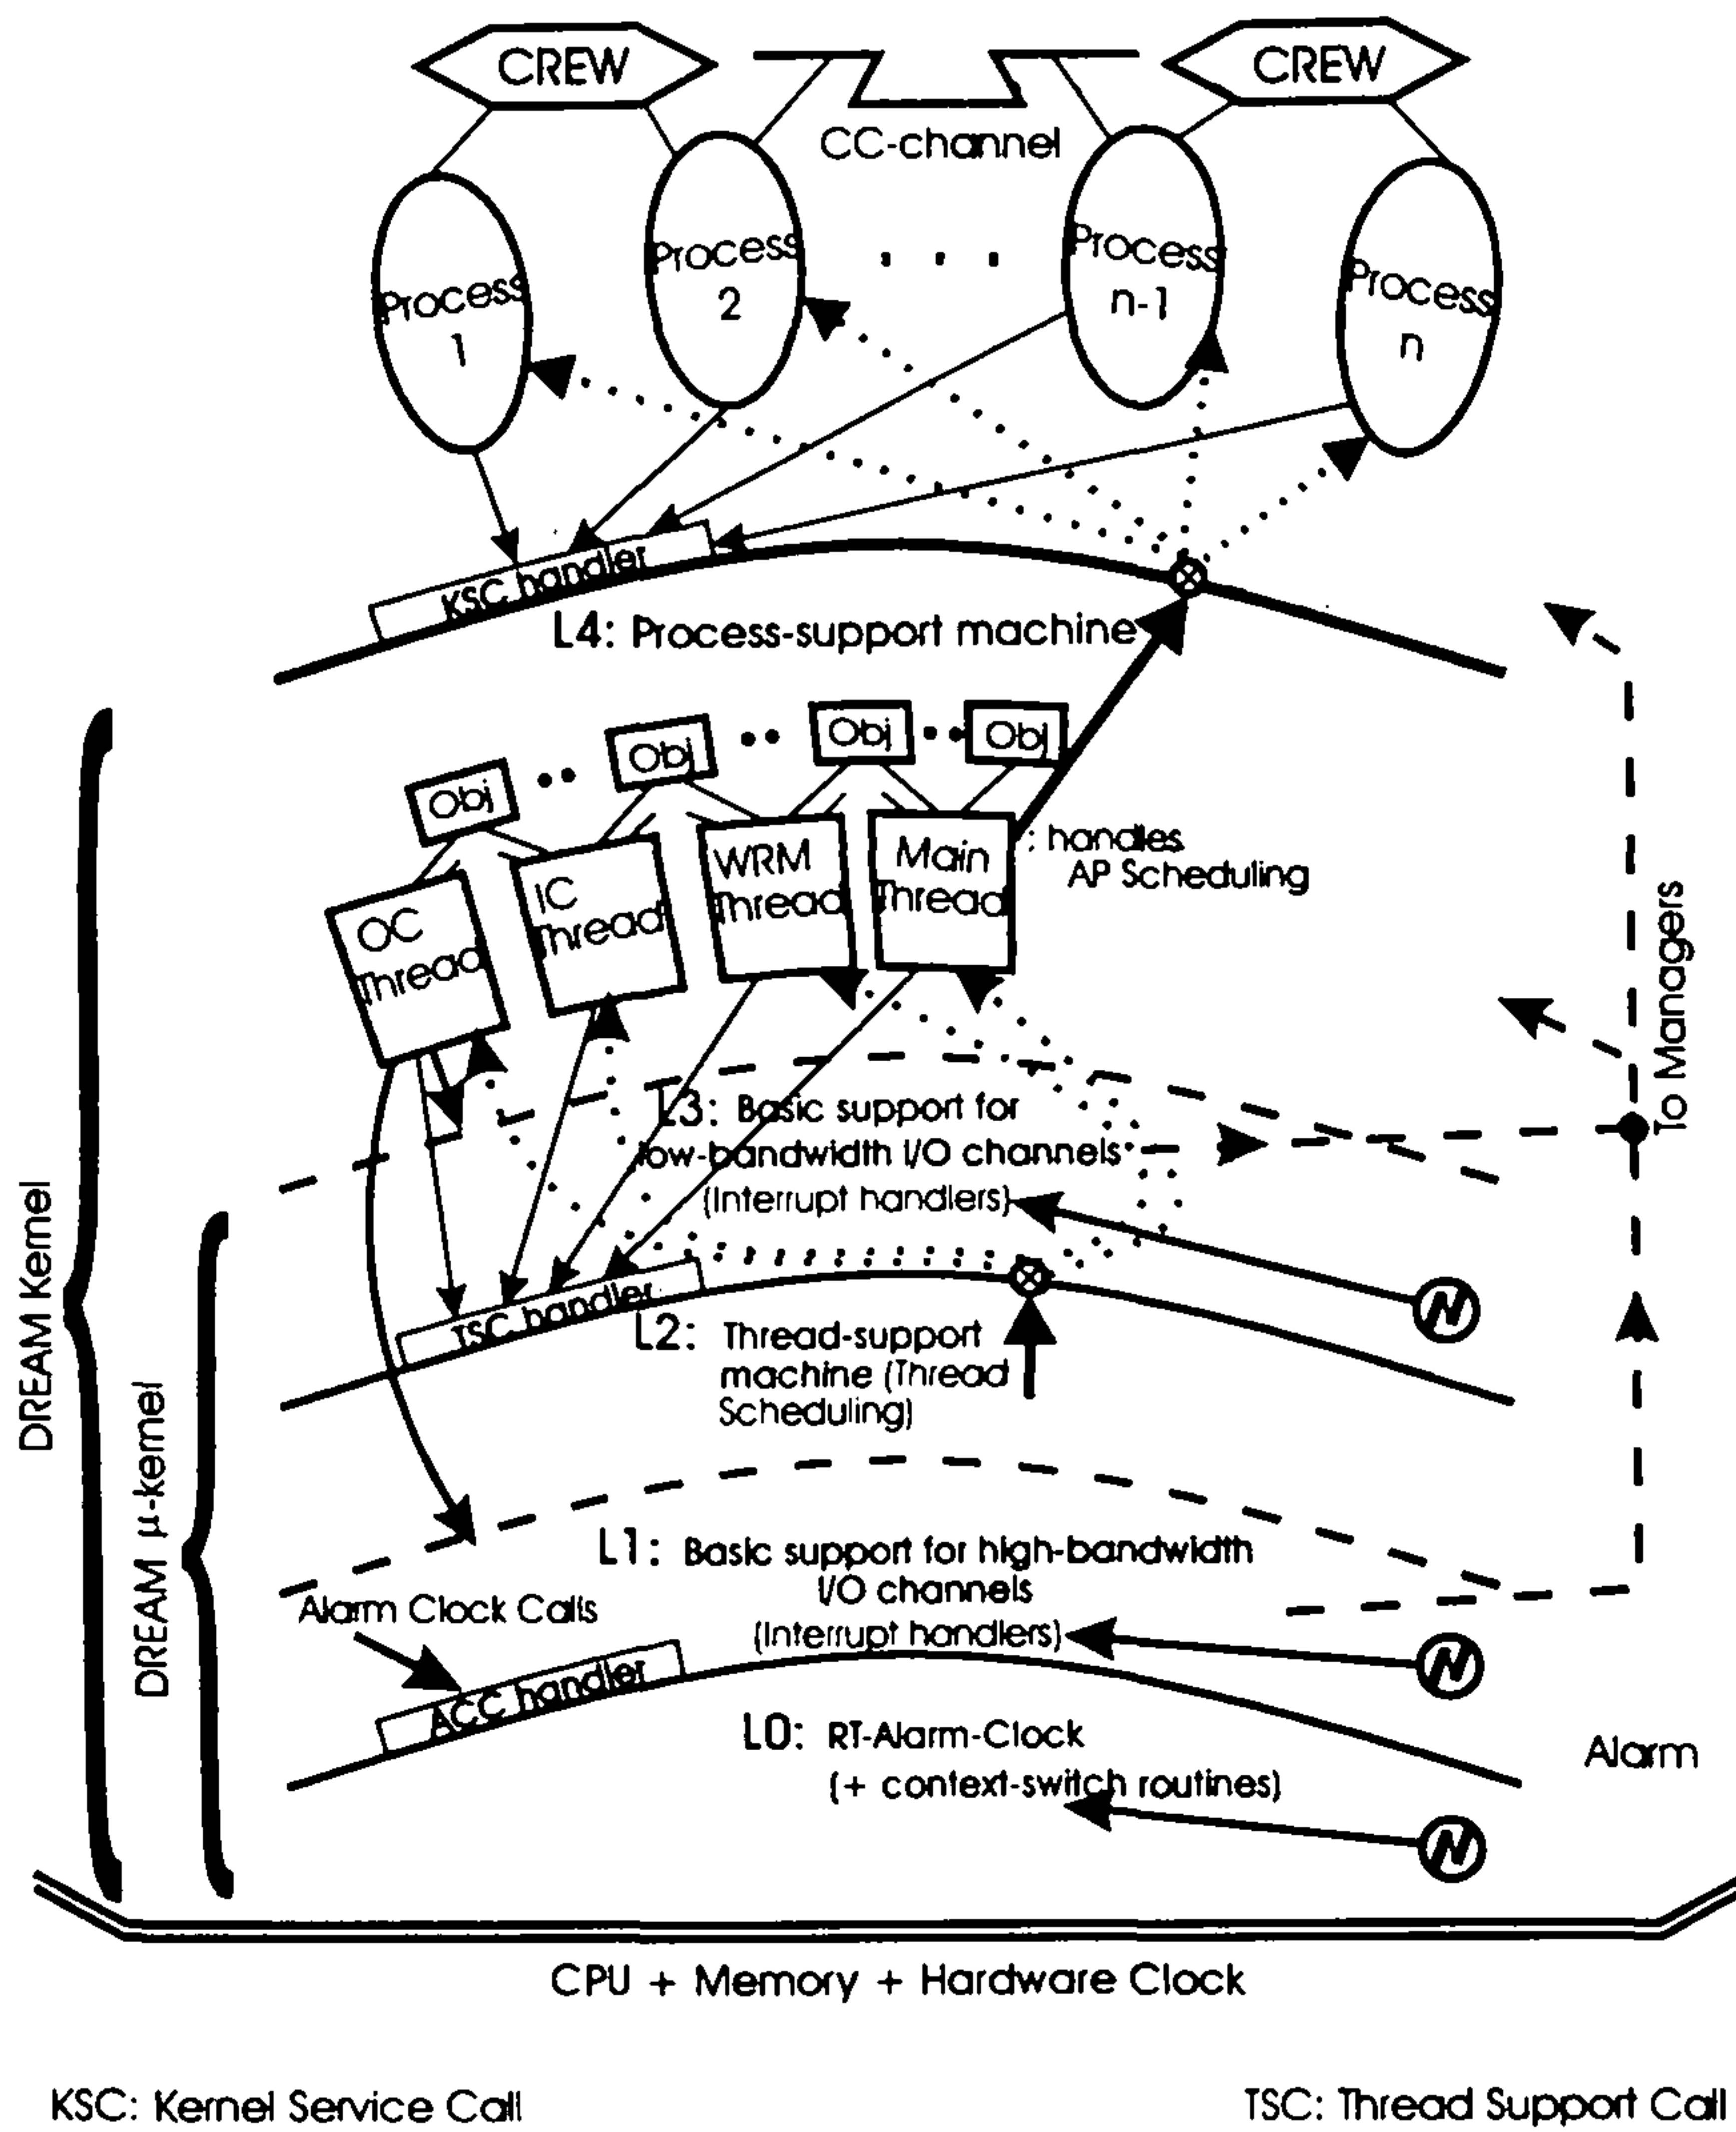 CREW
CREW
CC-channel
Process
1
Process
2
. . .
Process
n-1
Process
n
KSC handler
L4: Process-support machine
Obj
Obj
Obj
Obj
OC
Thread
IC
Thread
WRM
Thread
Main
Thread
: handles
AP Scheduling
To Managers
L3: Basic support for
low-bandwidth I/O channels
(Interrupt handlers)
TSC handler
L2: Thread-support
machine (Thread
Scheduling)
DREAM Kernel
DREAM μ-kernel
L1: Basic support for high-bandwidth
I/O channels
(Interrupt handlers)
Alarm Clock Calls
ACC handler
L0: RT-Alarm-Clock
(+ context-switch routines)
Alarm
CPU + Memory + Hardware Clock
KSC: Kernel Service Call
TSC: Thread Support Call